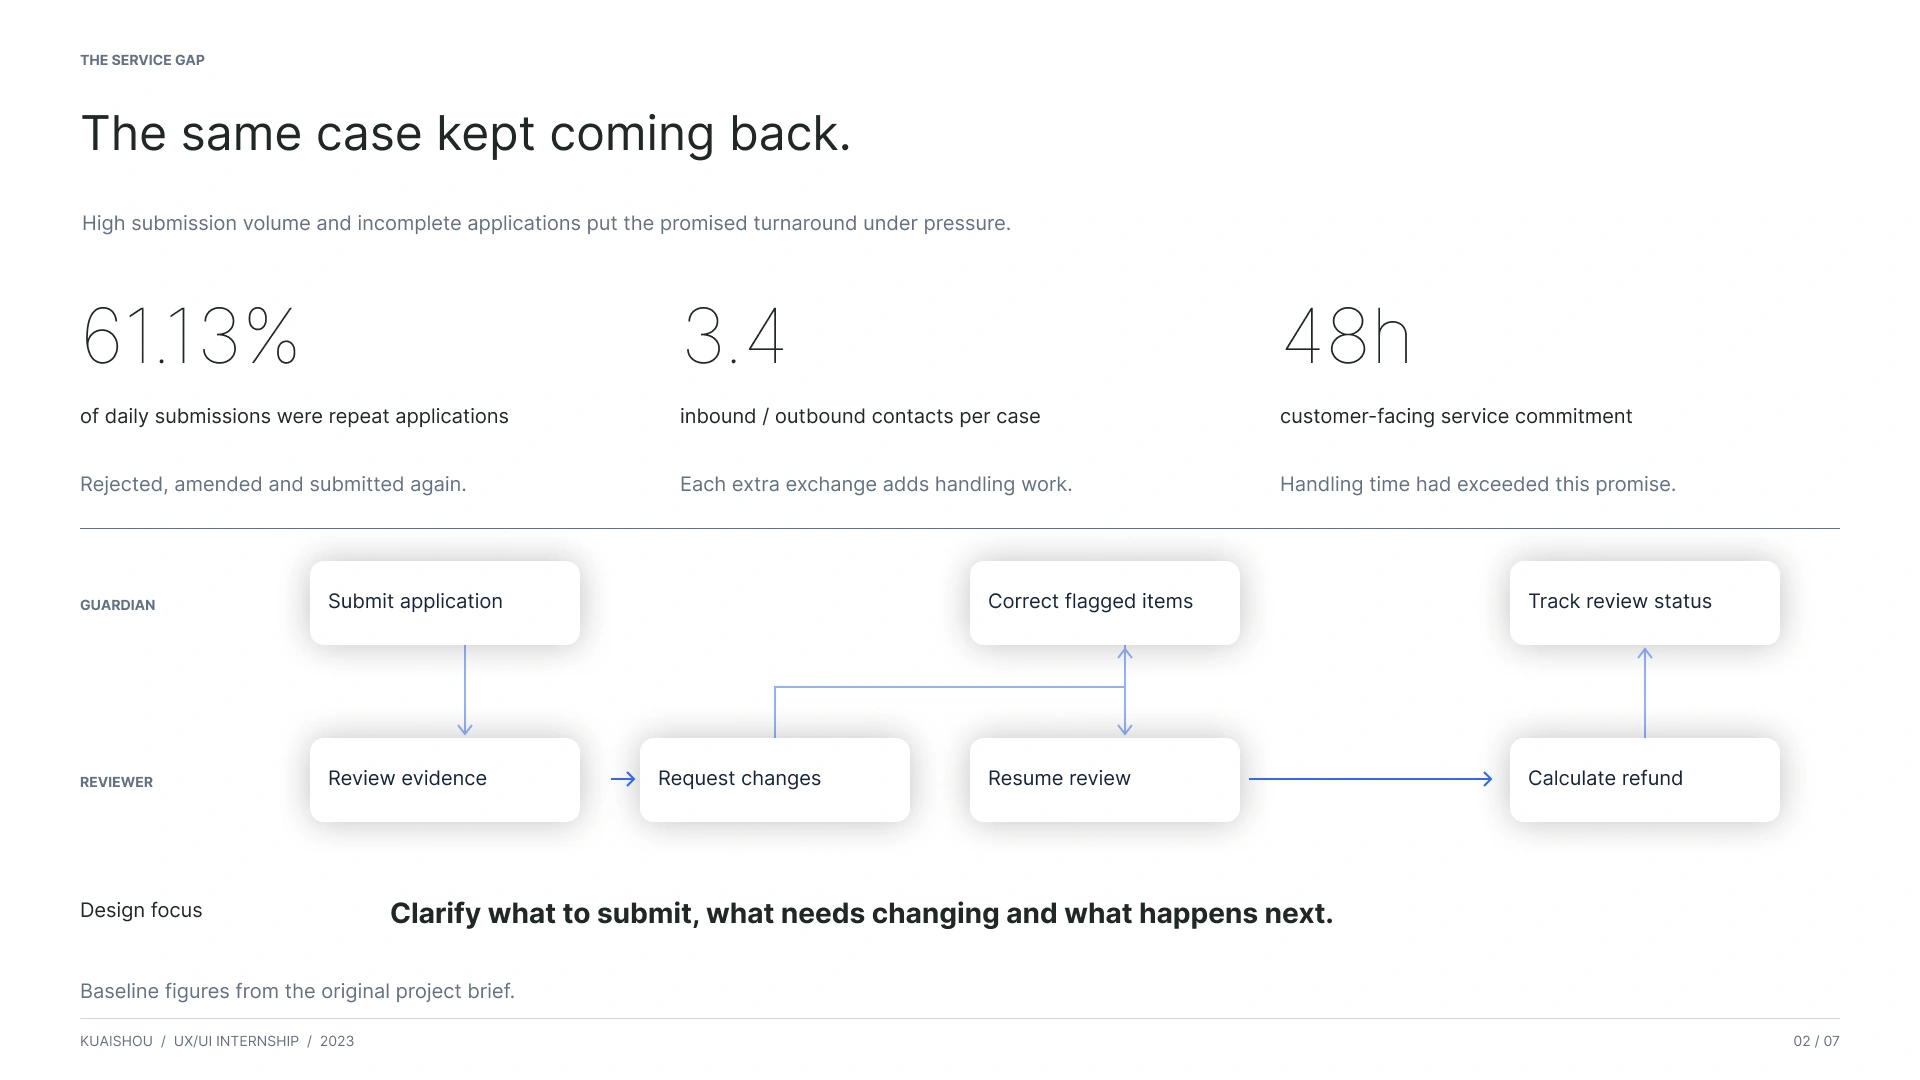 THE SERVICE GAP
The same case kept coming back.
High submission volume and incomplete applications put the promised turnaround under pressure.
61.13%
of daily submissions were repeat applications
Rejected, amended and submitted again.
3.4
inbound / outbound contacts per case
Each extra exchange adds handling work.
48h
customer-facing service commitment
Handling time had exceeded this promise.
GUARDIAN
Submit application
Correct flagged items
Track review status
REVIEWER
Review evidence
Request changes
Resume review
Calculate refund
Design focus
Clarify what to submit, what needs changing and what happens next.
Baseline figures from the original project brief.
KUAISHOU / UX/UI INTERNSHIP / 2023
02 / 07